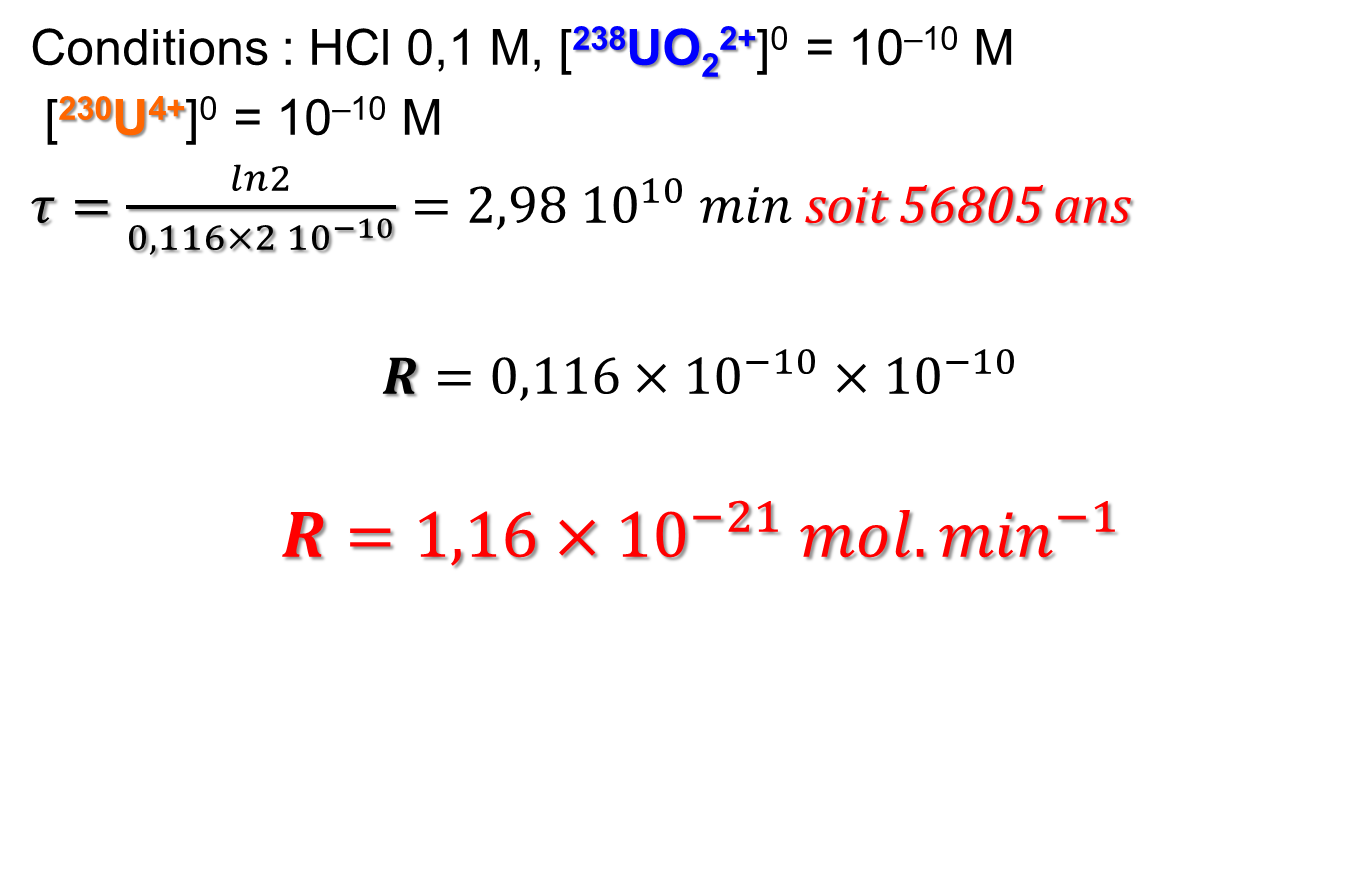 Conditions : HCl 0,1 M, [²³⁸UO₂²⁺]⁰ = 10⁻¹⁰ M
[²³⁰U⁴⁺]⁰ = 10⁻¹⁰ M
τ = ln2 / 0,116×2 10⁻¹⁰ = 2,98 10¹⁰ min soit 56805 ans
R = 0,116 × 10⁻¹⁰ × 10⁻¹⁰
R = 1,16 × 10⁻²¹ mol. min⁻¹